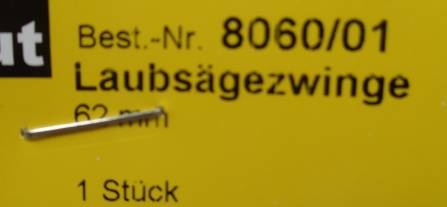 ut
Best.-Nr. 8060/01
Laubsägezwinge
62 mm
1 Stück